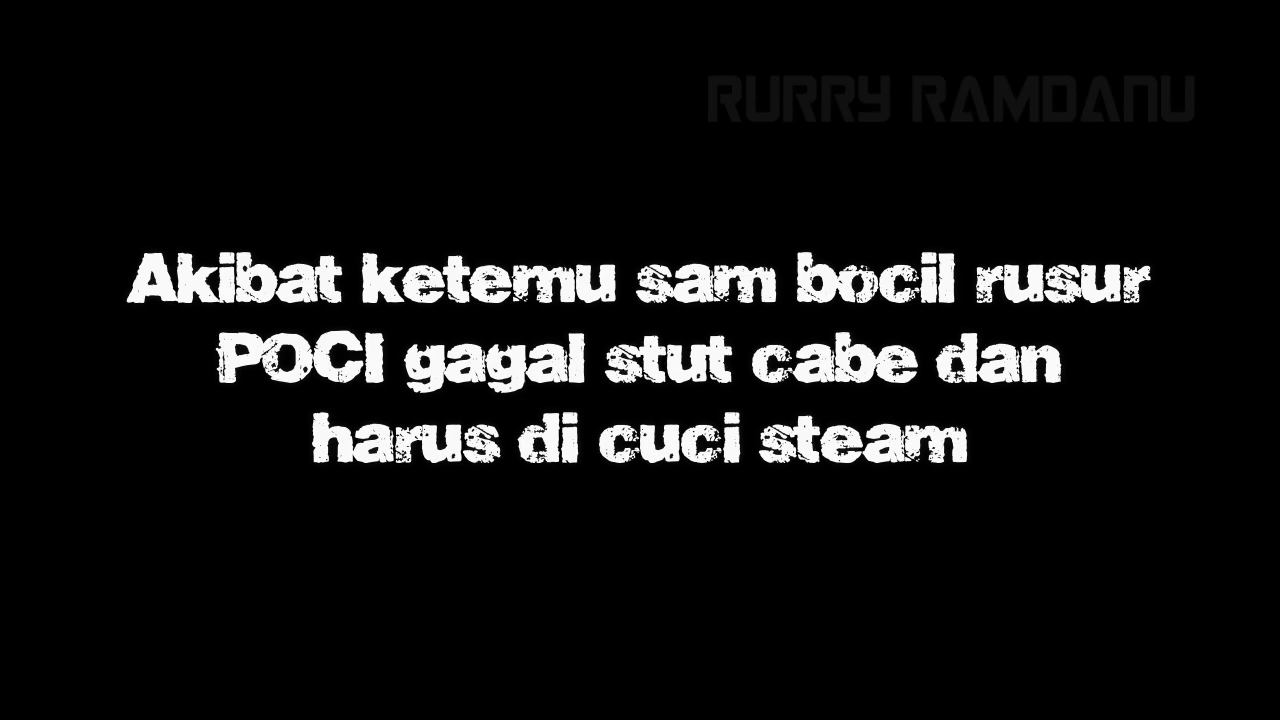 RURRY RAMDANU
Akibat ketemu sam bocil rusur
POCI gagal stut cabe dan
harus di cuci steam